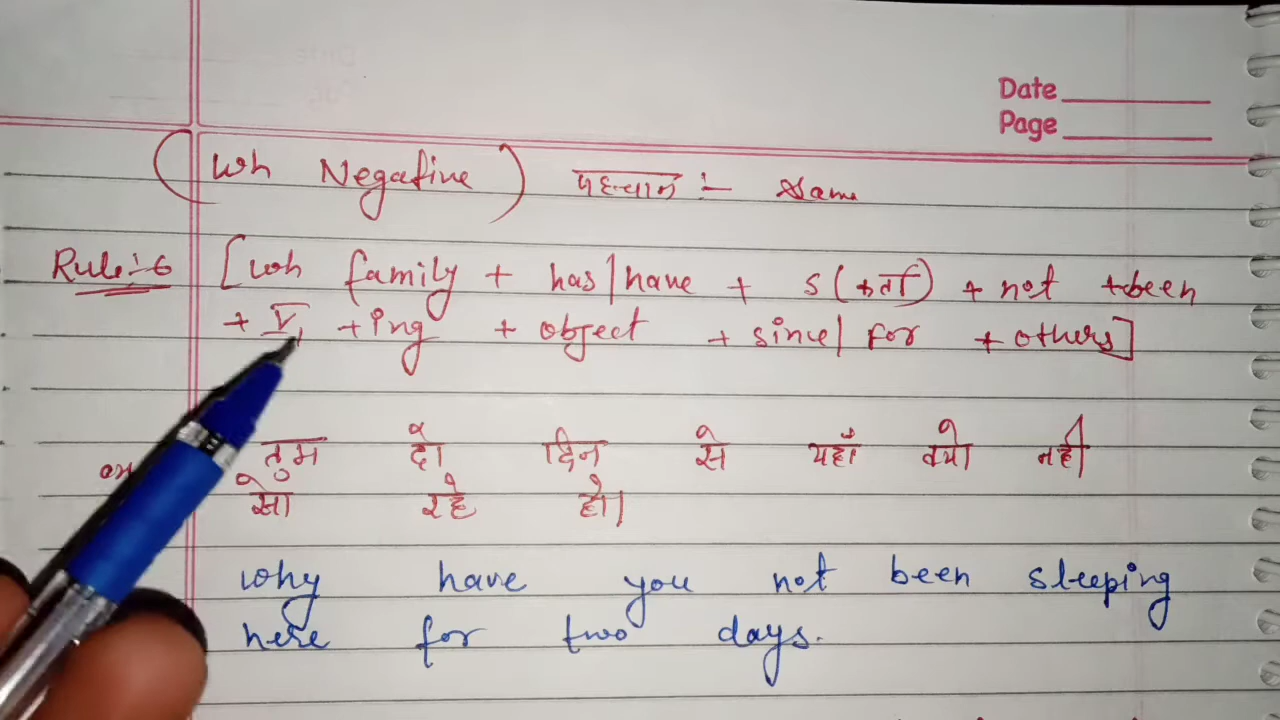 Date
Page
(Wh Negative) पहचान :- Same
Rule:-6 [wh family + has/have + S(कर्ता) + not + been
+ V1 + ing + object + since/for + others]
तुम दो दिन से यहाँ क्यो नही
सो रहे हो।
why have you not been sleeping
here for two days.